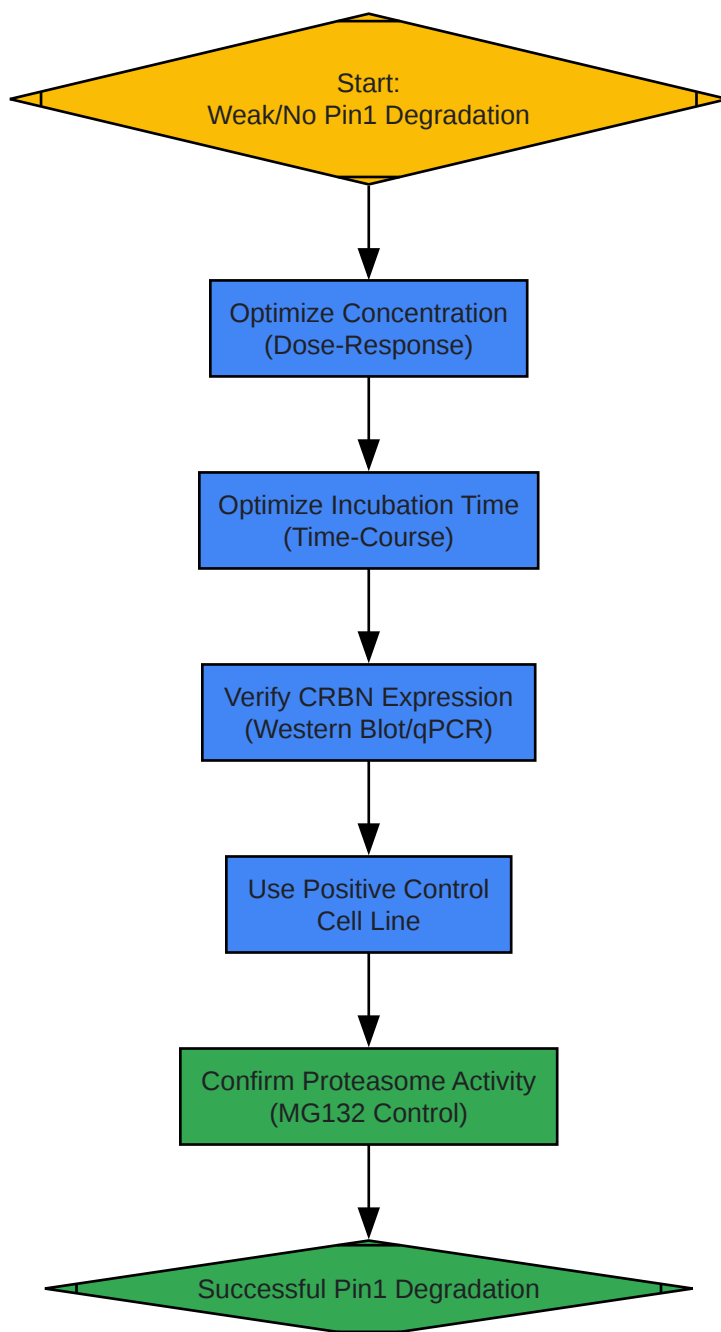 Start:
Weak/No Pin1 Degradation
Optimize Concentration
(Dose-Response)
Optimize Incubation Time
(Time-Course)
Verify CRBN Expression
(Western Blot/qPCR)
Use Positive Control
Cell Line
Confirm Proteasome Activity
(MG132 Control)
Successful Pin1 Degradation